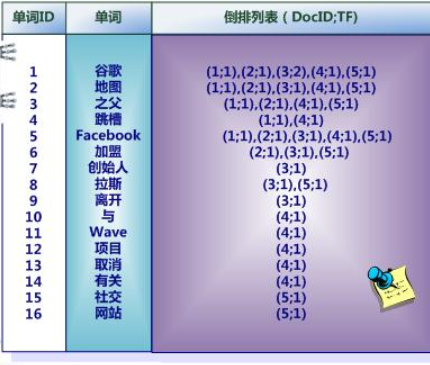 单词ID 单词 倒排列表（DocID;TF）
1 谷歌 (1;1),(2;1),(3;2),(4;1),(5;1)
2 地图 (1;1),(2;1),(3;1),(4;1),(5;1)
3 之父 (1;1),(2;1),(4;1),(5;1)
4 跳槽 (1;1),(4;1)
5 Facebook (1;1),(2;1),(3;1),(4;1),(5;1)
6 加盟 (2;1),(3;1),(5;1)
7 创始人 (3;1)
8 拉斯 (3;1),(5;1)
9 离开 (3;1)
10 与 (4;1)
11 Wave (4;1)
12 项目 (4;1)
13 取消 (4;1)
14 有关 (4;1)
15 社交 (5;1)
16 网站 (5;1)